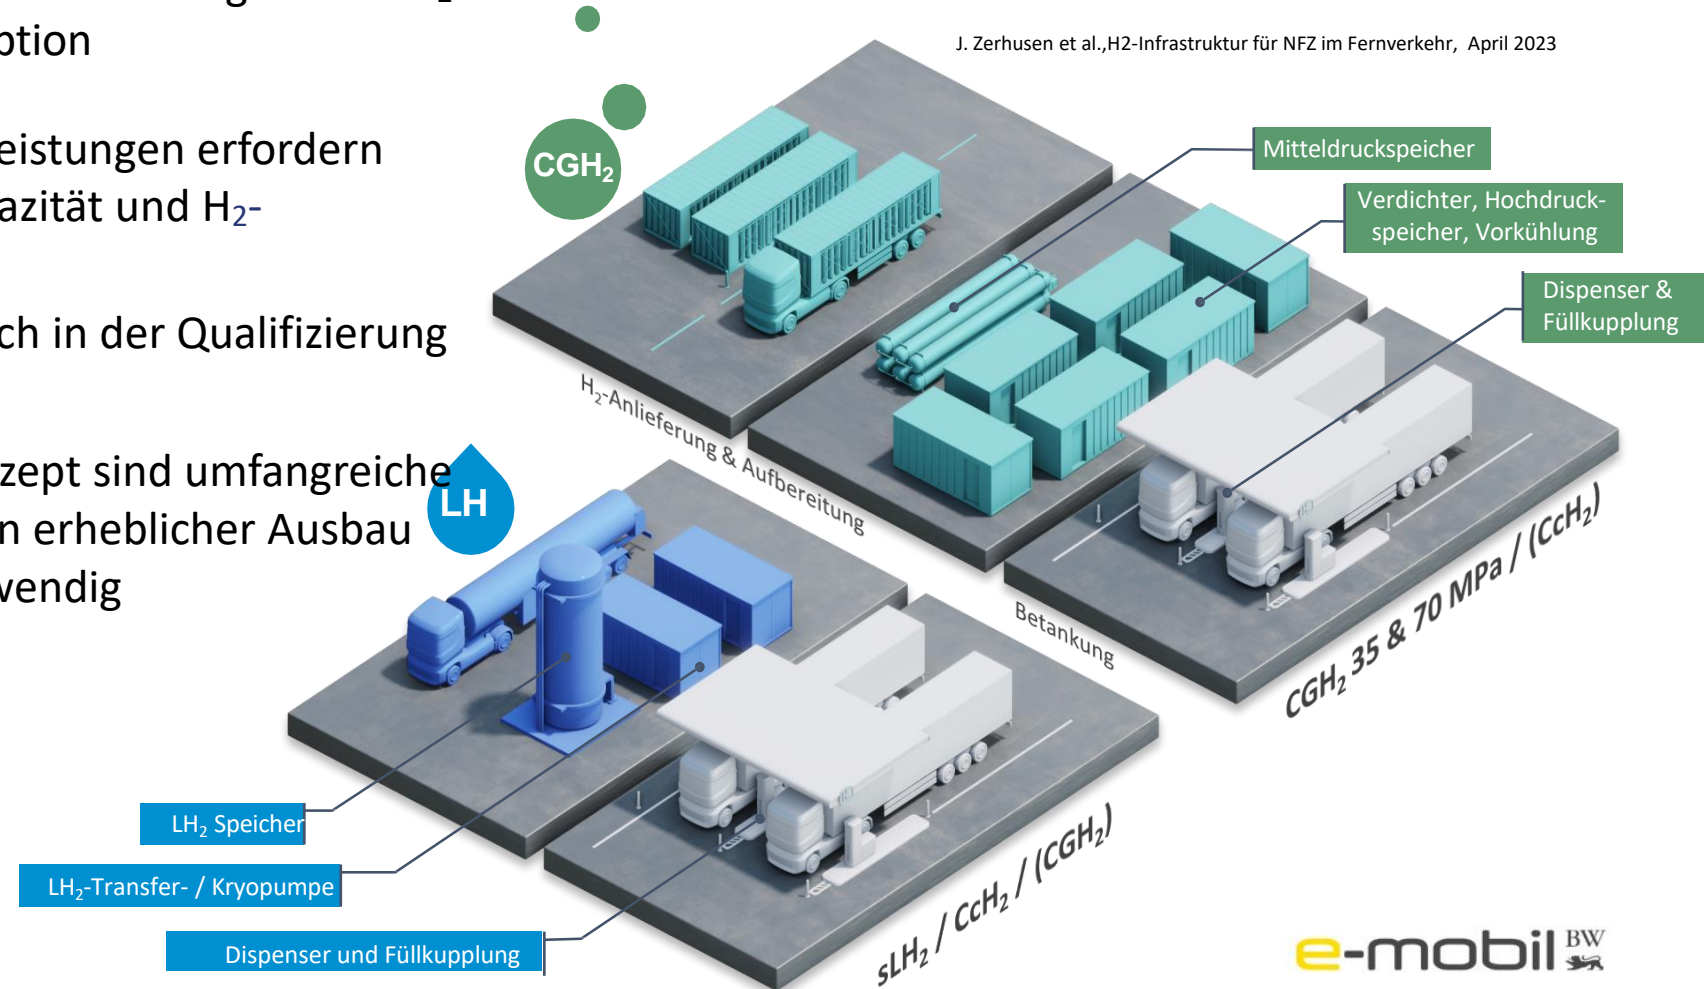 ption
J. Zerhusen et al.,H2-Infrastruktur für NFZ im Fernverkehr, April 2023
eistungen erfordern
azität und H₂-
ch in der Qualifizierung
zept sind umfangreiche
n erheblicher Ausbau
wendig
CGH₂
Mitteldruckspeicher
Verdichter, Hochdruck-
speicher, Vorkühlung
Dispenser &
Füllkupplung
H₂-Anlieferung & Aufbereitung
Betankung
CGH₂ 35 & 70 MPa / (CcH₂)
LH
LH₂ Speicher
LH₂-Transfer- / Kryopumpe
Dispenser und Füllkupplung
sLH₂ / CcH₂ / (CGH₂)
e-mobil BW